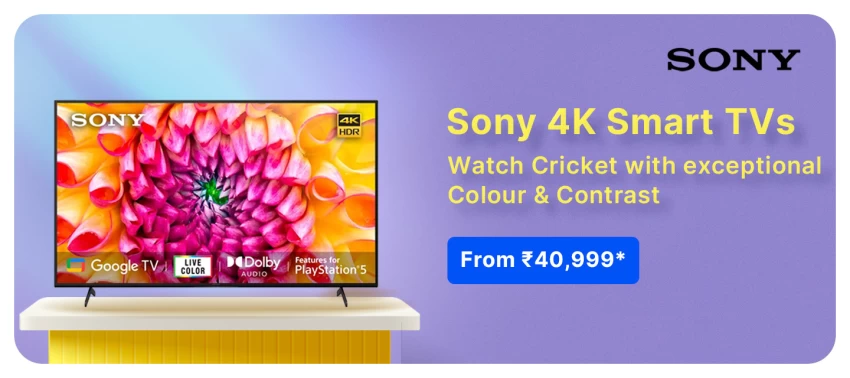 SONY
Sony 4K Smart TVs
Watch Cricket with exceptional
Colour & Contrast
From ₹40,999*
SONY
4K
HDR
Google TV
LIVE
COLOR
Dolby
AUDIO
Features for
PlayStation®5